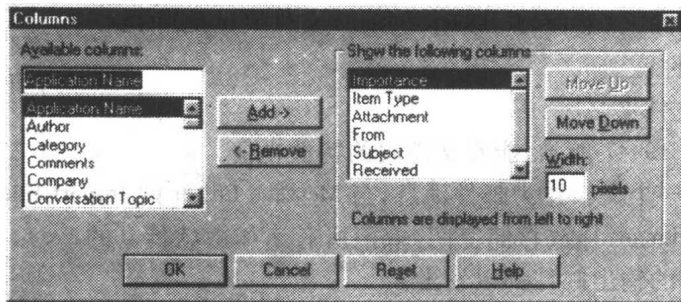 Columns
Available columns:
Application Name
Application Name
Author
Category
Comments
Company
Conversation Topic
Add ->
<- Remove
Show the following columns
Importance
Item Type
Attachment
From
Subject
Received
Move Up
Move Down
Width:
10 pixels
Columns are displayed from left to right
OK
Cancel
Reset
Help